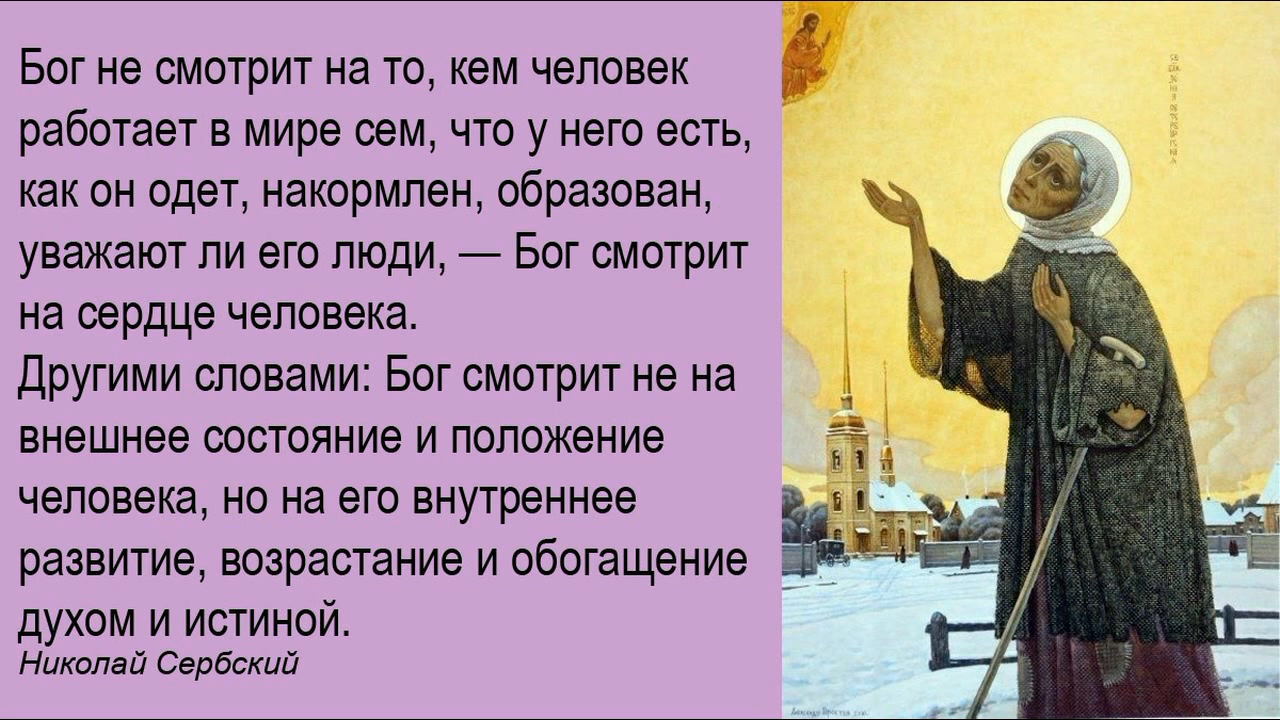 Бог не смотрит на то, кем человек
работает в мире сем, что у него есть,
как он одет, накормлен, образован,
уважают ли его люди, — Бог смотрит
на сердце человека.
Другими словами: Бог смотрит не на
внешнее состояние и положение
человека, но на его внутреннее
развитие, возрастание и обогащение
духом и истиной.
Николай Сербский